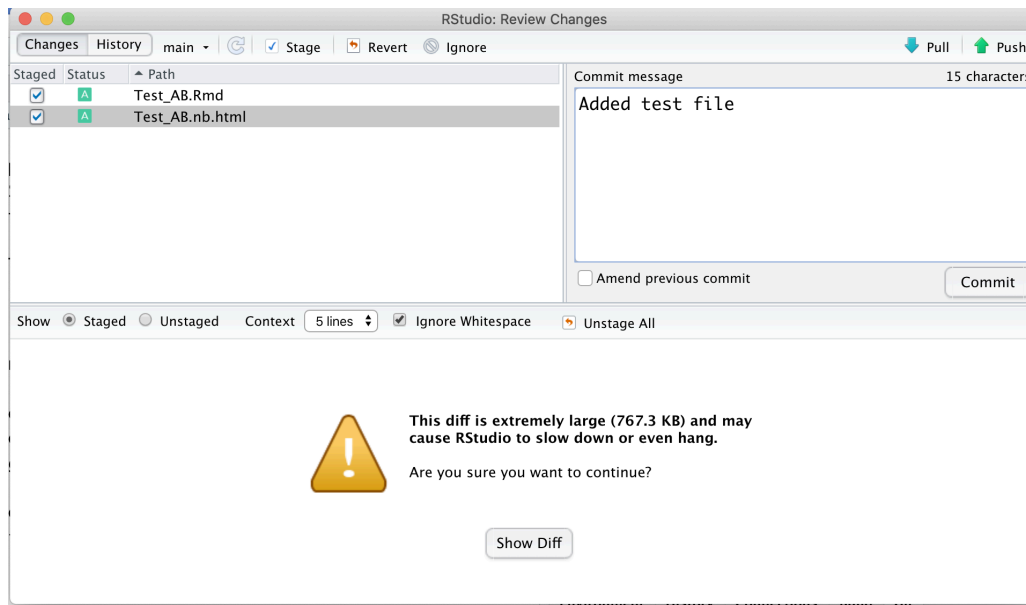 RStudio: Review Changes
Changes History main Stage Revert Ignore Pull Push
Staged Status Path
A Test_AB.Rmd
A Test_AB.nb.html
Commit message 15 characters
Added test file
Amend previous commit
Commit
Show Staged Unstaged Context 5 lines Ignore Whitespace Unstage All
This diff is extremely large (767.3 KB) and may
cause RStudio to slow down or even hang.
Are you sure you want to continue?
Show Diff